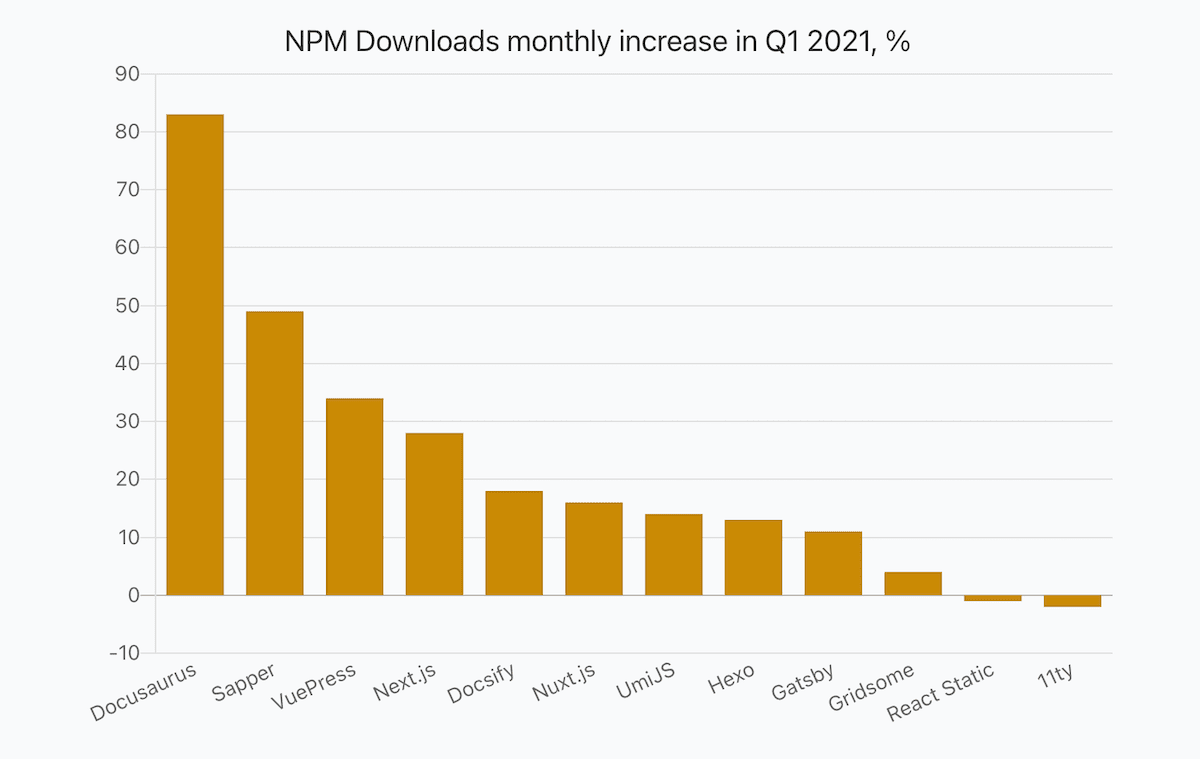 NPM Downloads monthly increase in Q1 2021, %
90
80
70
60
50
40
30
20
10
0
-10
Docusaurus
Sapper
VuePress
Next.js
Docsify
Nuxt.js
UmiJS
Hexo
Gatsby
Gridsome
React Static
11ty